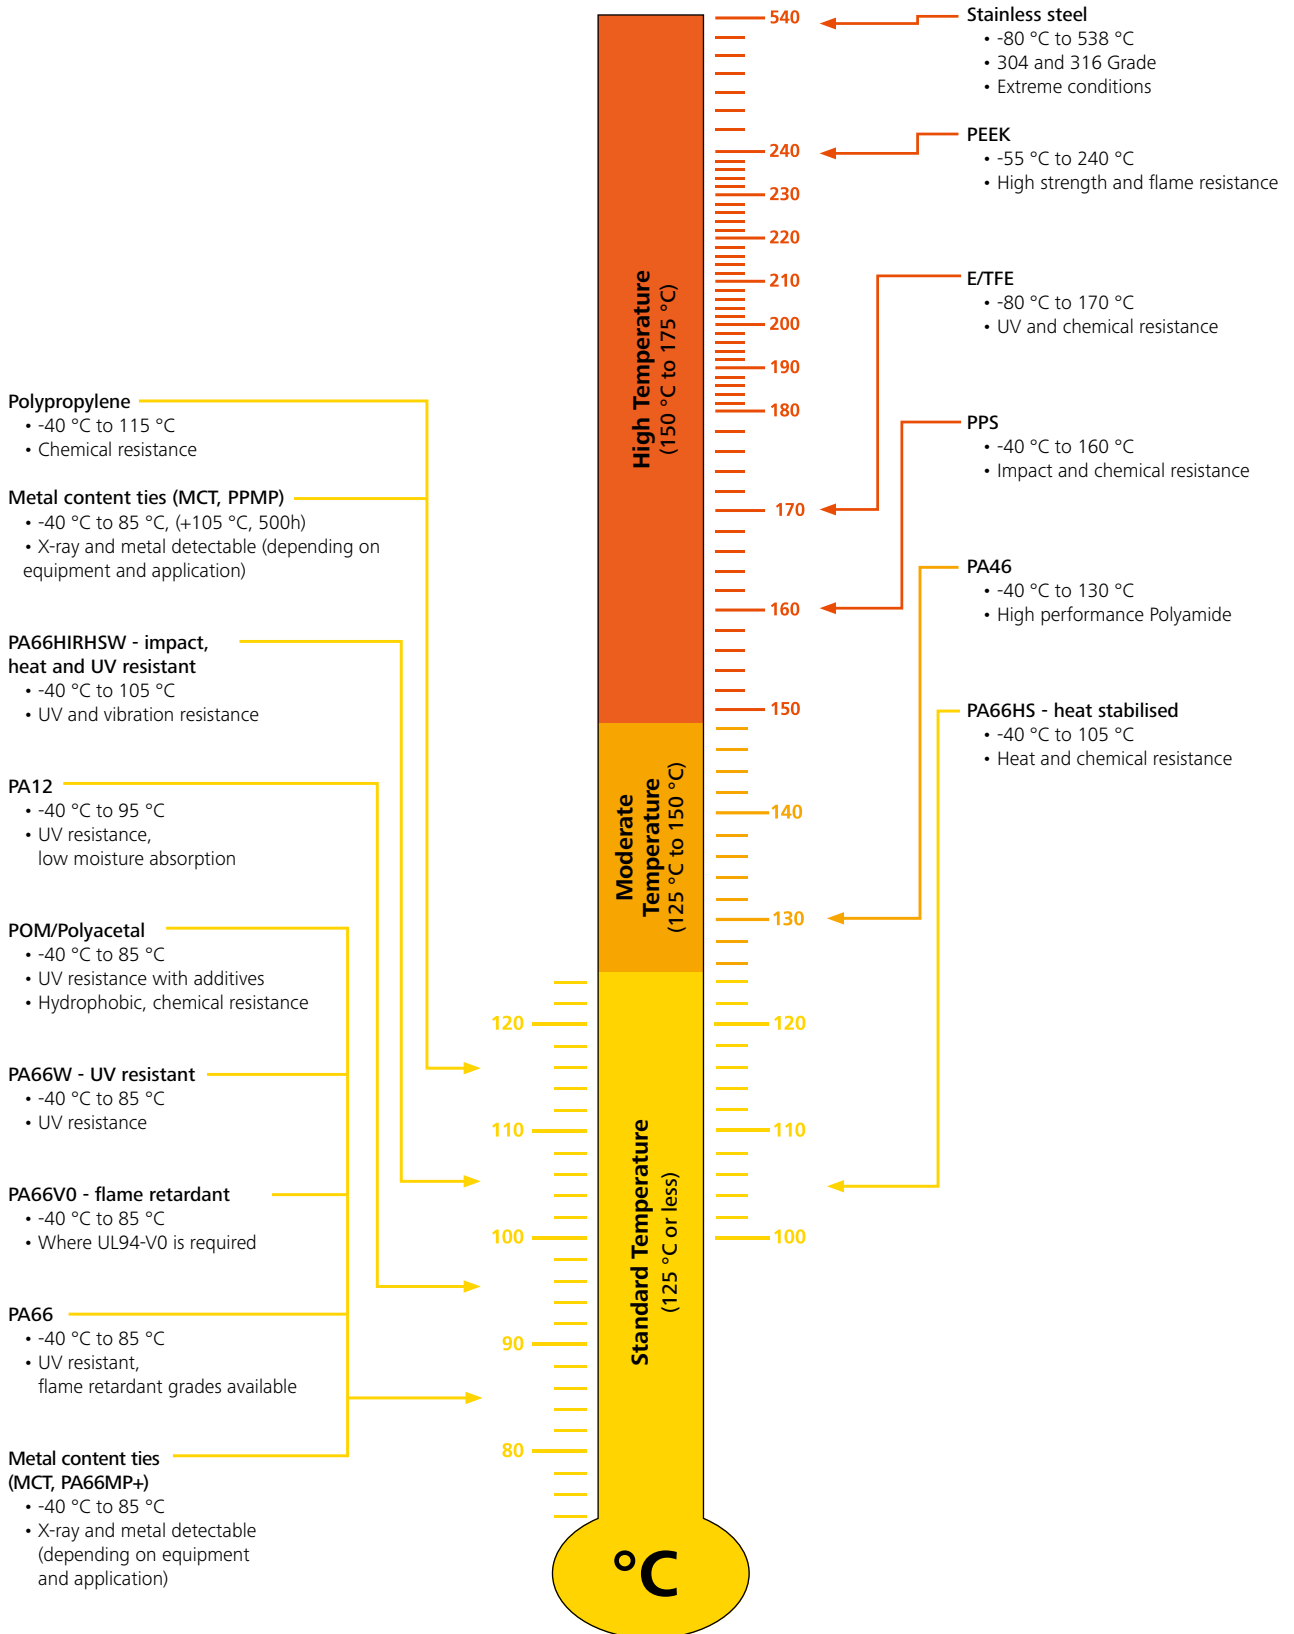 Polypropylene
• -40 °C to 115 °C
• Chemical resistance
Metal content ties (MCT, PPMP)
• -40 °C to 85 °C, (+105 °C, 500h)
• X-ray and metal detectable (depending on
equipment and application)
PA66HIRHSW - impact,
heat and UV resistant
• -40 °C to 105 °C
• UV and vibration resistance
PA12
• -40 °C to 95 °C
• UV resistance,
low moisture absorption
POM/Polyacetal
• -40 °C to 85 °C
• UV resistance with additives
• Hydrophobic, chemical resistance
PA66W - UV resistant
• -40 °C to 85 °C
• UV resistance
PA66V0 - flame retardant
• -40 °C to 85 °C
• Where UL94-V0 is required
PA66
• -40 °C to 85 °C
• UV resistant,
flame retardant grades available
Metal content ties
(MCT, PA66MP+)
• -40 °C to 85 °C
• X-ray and metal detectable
(depending on equipment
and application)
120
110
100
90
80
High Temperature
(150 °C to 175 °C)
Moderate
Temperature
(125 °C to 150 °C)
Standard Temperature
(125 °C or less)
°C
540
240
230
220
210
200
190
180
170
160
150
140
130
120
110
100
Stainless steel
• -80 °C to 538 °C
• 304 and 316 Grade
• Extreme conditions
PEEK
• -55 °C to 240 °C
• High strength and flame resistance
E/TFE
• -80 °C to 170 °C
• UV and chemical resistance
PPS
• -40 °C to 160 °C
• Impact and chemical resistance
PA46
• -40 °C to 130 °C
• High performance Polyamide
PA66HS - heat stabilised
• -40 °C to 105 °C
• Heat and chemical resistance